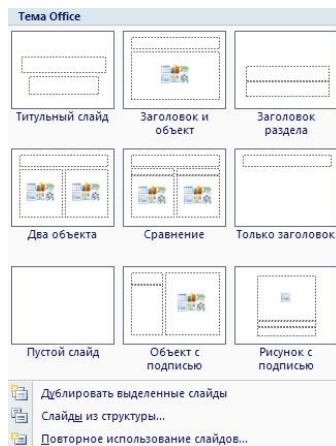 Тема Office
Титульный слайд
Заголовок и объект
Заголовок раздела
Два объекта
Сравнение
Только заголовок
Пустой слайд
Объект с подписью
Рисунок с подписью
Дублировать выделенные слайды
Слайды из структуры...
Повторное использование слайдов...